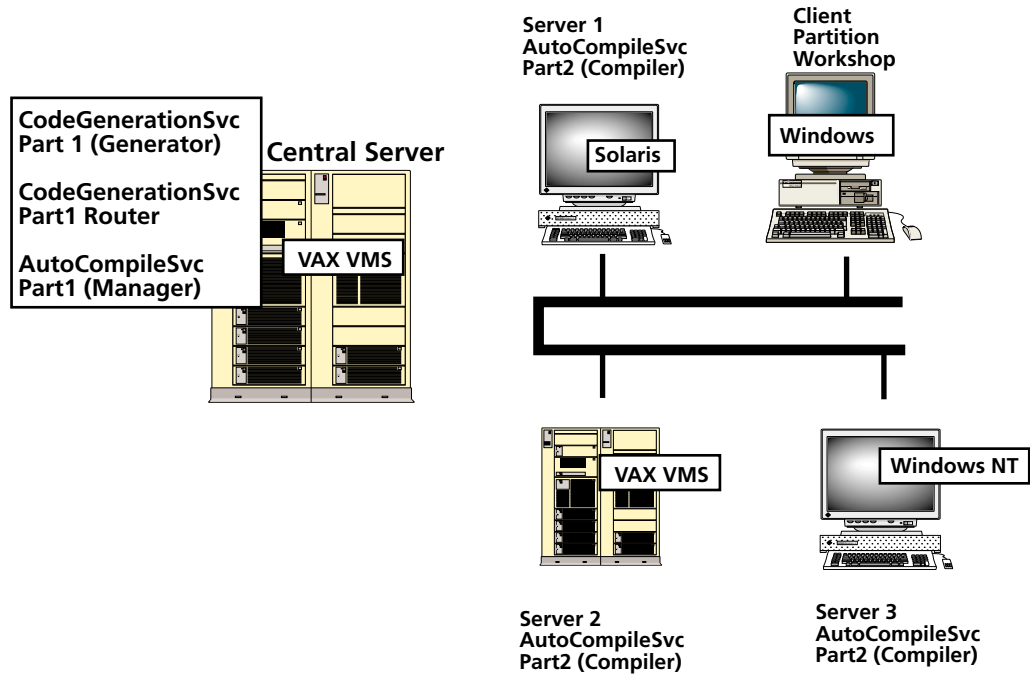 CodeGenerationSvc
Part 1 (Generator)
CodeGenerationSvc
Part1 Router
AutoCompileSvc
Part1 (Manager)
Central Server
VAX VMS
Server 1
AutoCompileSvc
Part2 (Compiler)
Solaris
Client
Partition
Workshop
Windows
VAX VMS
Server 2
AutoCompileSvc
Part2 (Compiler)
Windows NT
Server 3
AutoCompileSvc
Part2 (Compiler)